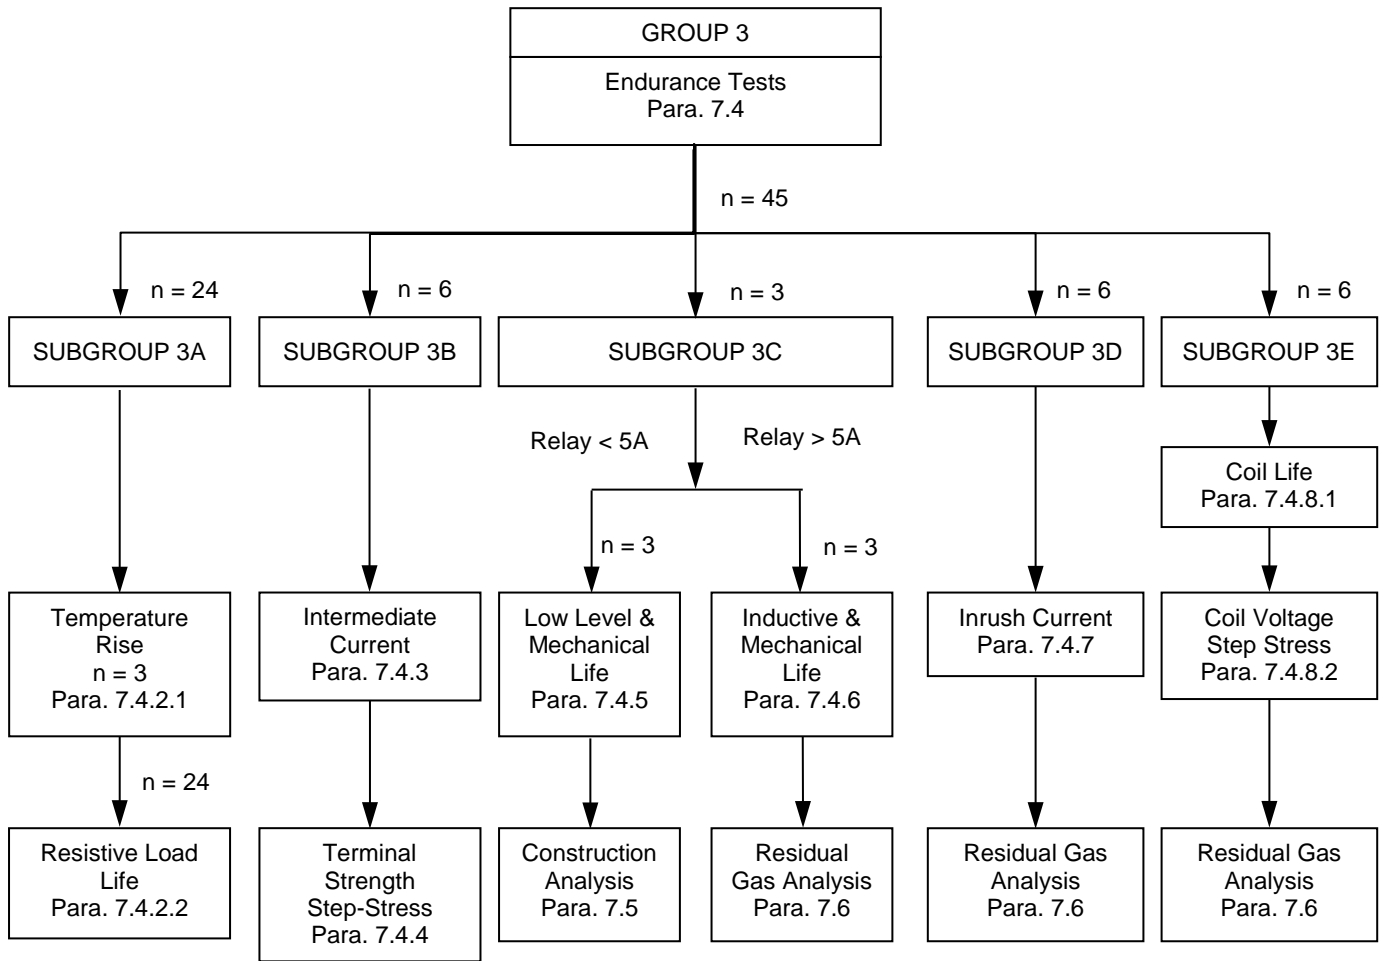 GROUP 3
Endurance Tests
Para. 7.4
n = 45
n = 24
n = 6
n = 3
n = 6
n = 6
SUBGROUP 3A
SUBGROUP 3B
SUBGROUP 3C
SUBGROUP 3D
SUBGROUP 3E
Relay < 5A
Relay > 5A
Coil Life
Para. 7.4.8.1
n = 3
n = 3
Temperature
Rise
n = 3
Para. 7.4.2.1
Intermediate
Current
Para. 7.4.3
Low Level &
Mechanical
Life
Para. 7.4.5
Inductive &
Mechanical
Life
Para. 7.4.6
Inrush Current
Para. 7.4.7
Coil Voltage
Step Stress
Para. 7.4.8.2
n = 24
Resistive Load
Life
Para. 7.4.2.2
Terminal
Strength
Step-Stress
Para. 7.4.4
Construction
Analysis
Para. 7.5
Residual
Gas Analysis
Para. 7.6
Residual Gas
Analysis
Para. 7.6
Residual Gas
Analysis
Para. 7.6